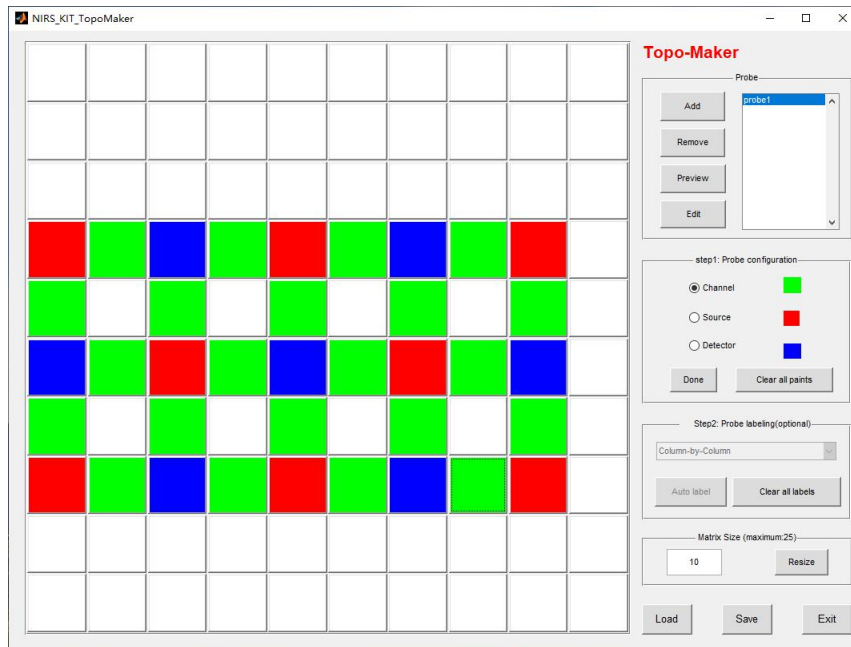 NIRS_KIT_TopoMaker
Topo-Maker
Probe
Add
probe1
Remove
Preview
Edit
step1: Probe configuration
Channel
Source
Detector
Done
Clear all paints
Step2: Probe labeling(optional)
Column-by-Column
Auto label
Clear all labels
Matrix Size (maximum:25)
10
Resize
Load
Save
Exit